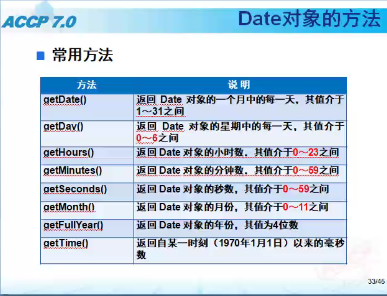 ACCP 7.0
Date对象的方法
常用方法
方法 说明
getDate() 返回 Date 对象的一个月中的每一天，其值介于
1～31之间
getDay() 返回 Date 对象的星期中的每一天，其值介于
0～6之间
getHours() 返回 Date 对象的小时数，其值介于0～23之间
getMinutes() 返回 Date 对象的分钟数，其值介于0～59之间
getSeconds() 返回 Date 对象的秒数，其值介于0～59之间
getMonth() 返回 Date 对象的月份，其值介于0～11之间
getFullYear() 返回 Date 对象的年份，其值为4位数
getTime() 返回自某一时刻（1970年1月1日）以来的毫秒
数
33/46